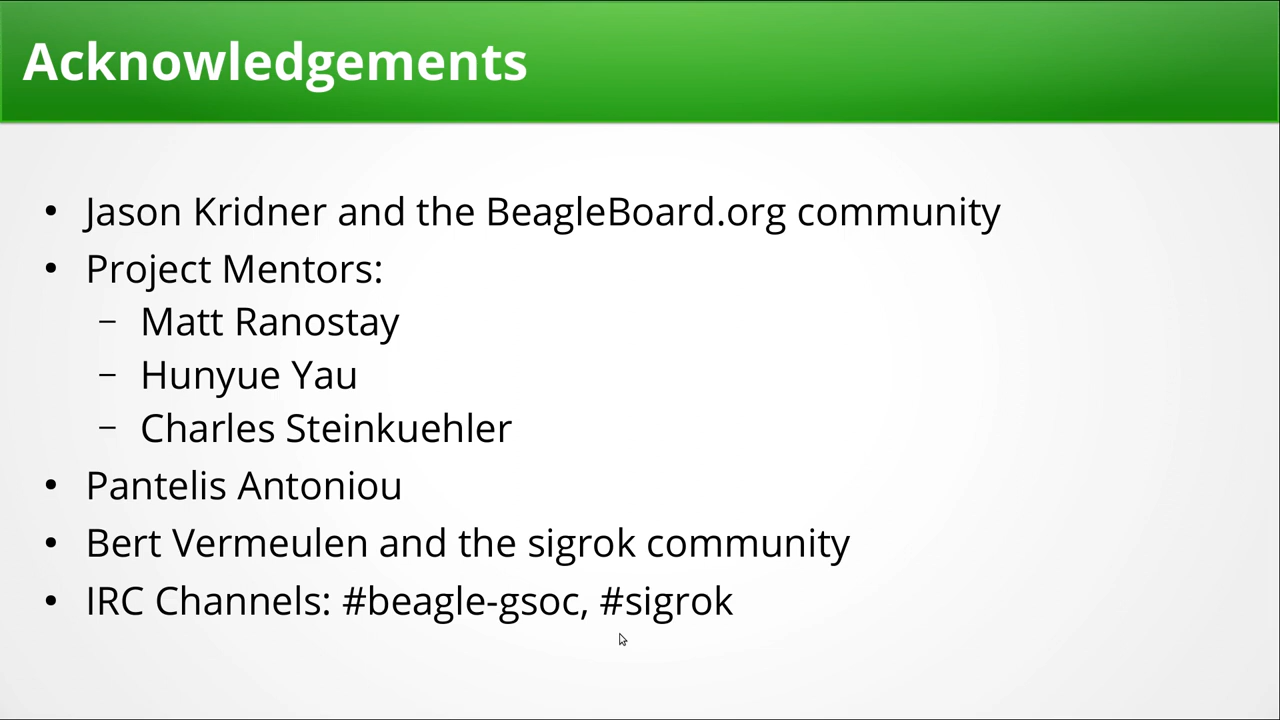 Acknowledgements
• Jason Kridner and the BeagleBoard.org community
• Project Mentors:
– Matt Ranostay
– Hunyue Yau
– Charles Steinkuehler
• Pantelis Antoniou
• Bert Vermeulen and the sigrok community
• IRC Channels: #beagle-gsoc, #sigrok